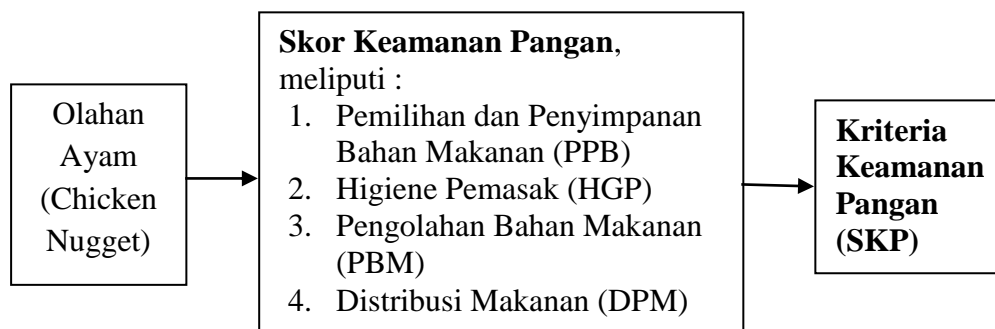 Olahan
Ayam
(Chicken
Nugget)
Skor Keamanan Pangan,
meliputi :
1. Pemilihan dan Penyimpanan
Bahan Makanan (PPB)
2. Higiene Pemasak (HGP)
3. Pengolahan Bahan Makanan
(PBM)
4. Distribusi Makanan (DPM)
Kriteria
Keamanan
Pangan
(SKP)